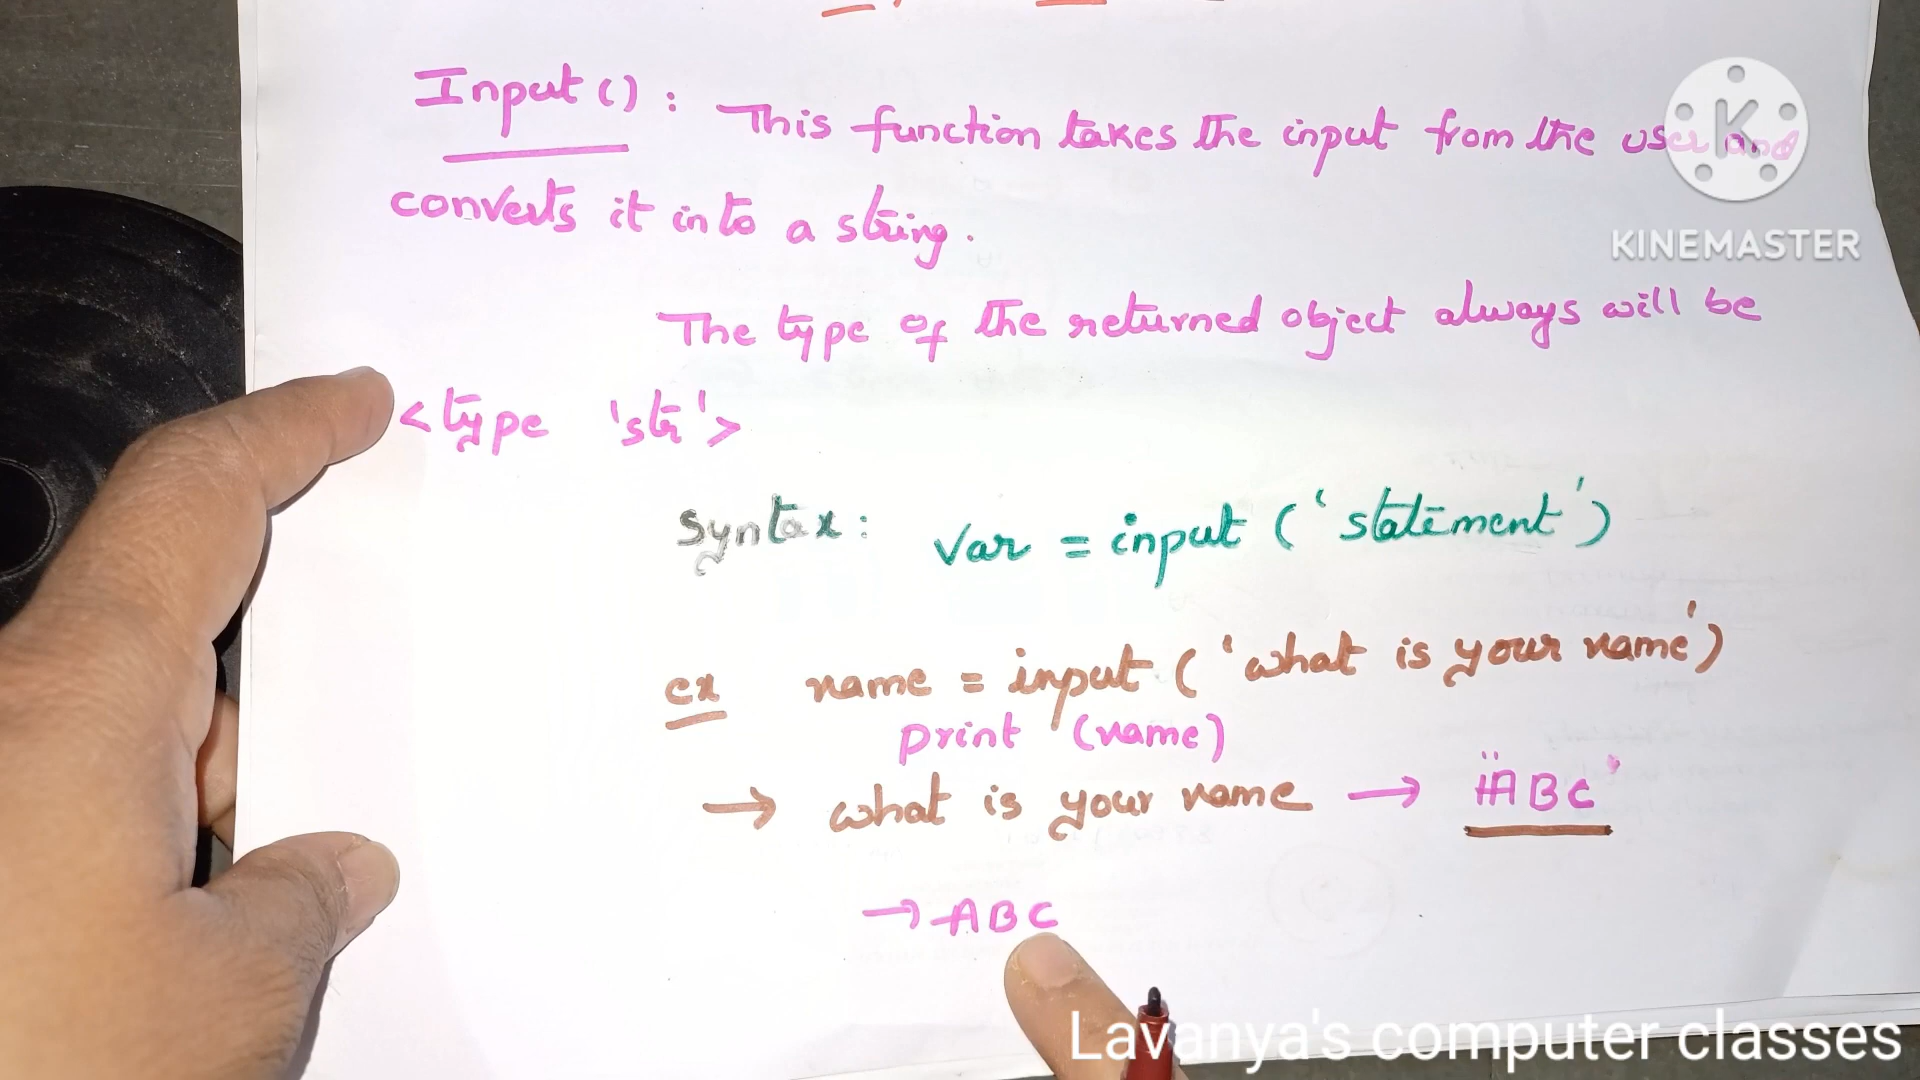 Input() : This function takes the input from the user and
K
KINEMASTER
converts it into a string.
The type of the returned object always will be
<type 'str'>
Syntax: Var = input ('statement')
ex name = input ('what is your name')
print (name)
→ what is your name → "ABC"
→ ABC
Lavanya's computer classes